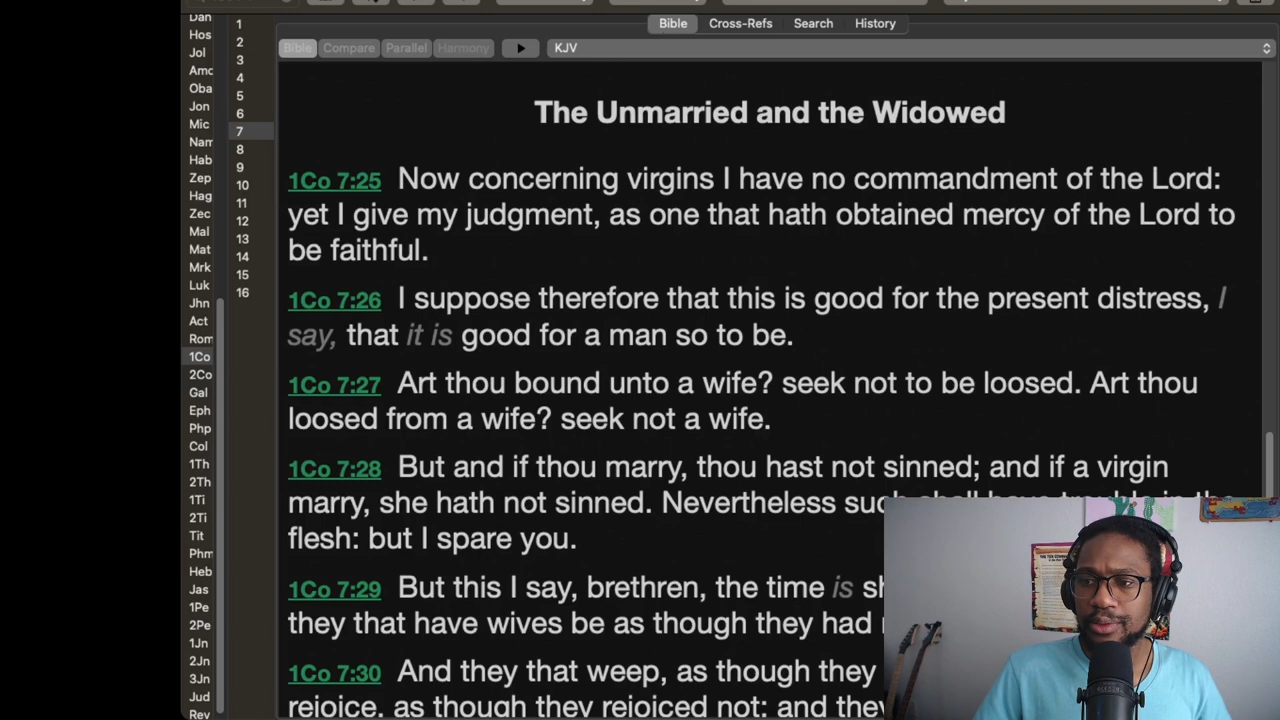 Bible Cross-Refs Search History
Bible Compare Parallel Harmony KJV
Dan
Hos
Jol
Amo
Oba
Jon
Mic
Nam
Hab
Zep
Hag
Zec
Mal
Mat
Mrk
Luk
Jhn
Act
Rom
1Co
2Co
Gal
Eph
Php
Col
1Th
2Th
1Ti
2Ti
Tit
Phm
Heb
Jas
1Pe
2Pe
1Jn
2Jn
3Jn
Jud
Rev
1
2
3
4
5
6
7
8
9
10
11
12
13
14
15
16
The Unmarried and the Widowed
1Co 7:25 Now concerning virgins I have no commandment of the Lord:
yet I give my judgment, as one that hath obtained mercy of the Lord to
be faithful.
1Co 7:26 I suppose therefore that this is good for the present distress, I
say, that it is good for a man so to be.
1Co 7:27 Art thou bound unto a wife? seek not to be loosed. Art thou
loosed from a wife? seek not a wife.
1Co 7:28 But and if thou marry, thou hast not sinned; and if a virgin
marry, she hath not sinned. Nevertheless such shall have trouble in the
flesh: but I spare you.
1Co 7:29 But this I say, brethren, the time is
they that have wives be as though they had
1Co 7:30 And they that weep, as though they
rejoice, as though they rejoiced not; and they